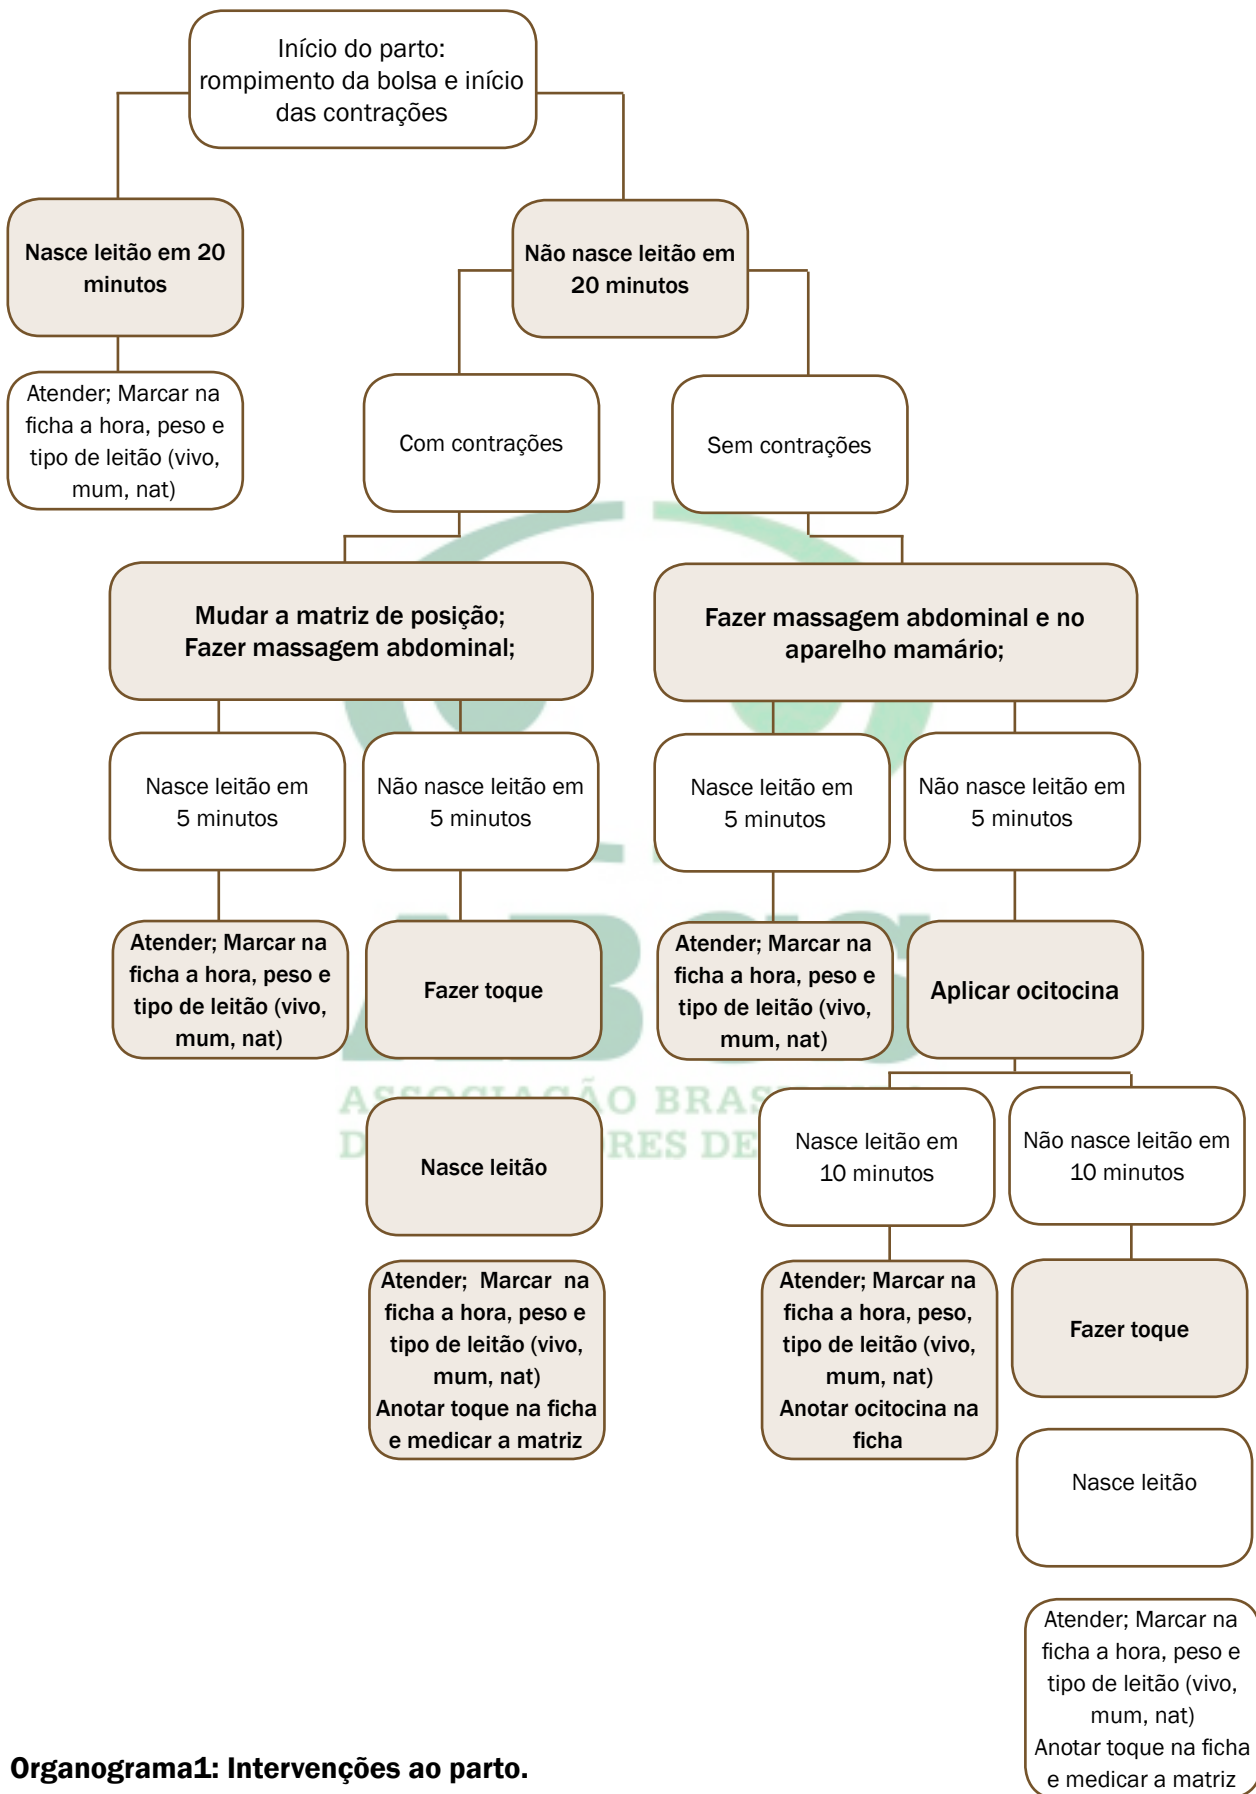 Início do parto:
rompimento da bolsa e início
das contrações
Nasce leitão em 20
minutos
Não nasce leitão em
20 minutos
Atender; Marcar na
ficha a hora, peso e
tipo de leitão (vivo,
mum, nat)
Com contrações
Sem contrações
Mudar a matriz de posição;
Fazer massagem abdominal;
Fazer massagem abdominal e no
aparelho mamário;
Nasce leitão em
5 minutos
Não nasce leitão em
5 minutos
Nasce leitão em
5 minutos
Não nasce leitão em
5 minutos
Atender; Marcar na
ficha a hora, peso e
tipo de leitão (vivo,
mum, nat)
Fazer toque
Atender; Marcar na
ficha a hora, peso e
tipo de leitão (vivo,
mum, nat)
Aplicar ocitocina
Nasce leitão
Nasce leitão em
10 minutos
Não nasce leitão em
10 minutos
Atender; Marcar na
ficha a hora, peso e
tipo de leitão (vivo,
mum, nat)
Anotar toque na ficha
e medicar a matriz
Atender; Marcar na
ficha a hora, peso,
tipo de leitão (vivo,
mum, nat)
Anotar ocitocina na
ficha
Fazer toque
Nasce leitão
Atender; Marcar na
ficha a hora, peso e
tipo de leitão (vivo,
mum, nat)
Anotar toque na ficha
e medicar a matriz
Organograma1: Intervenções ao parto.